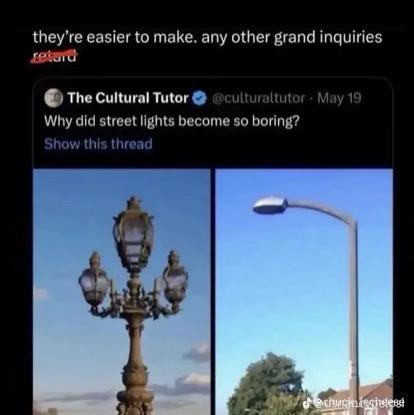 they're easier to make. any other grand inquiries
retard
The Cultural Tutor @culturaltutor · May 19
Why did street lights become so boring?
Show this thread